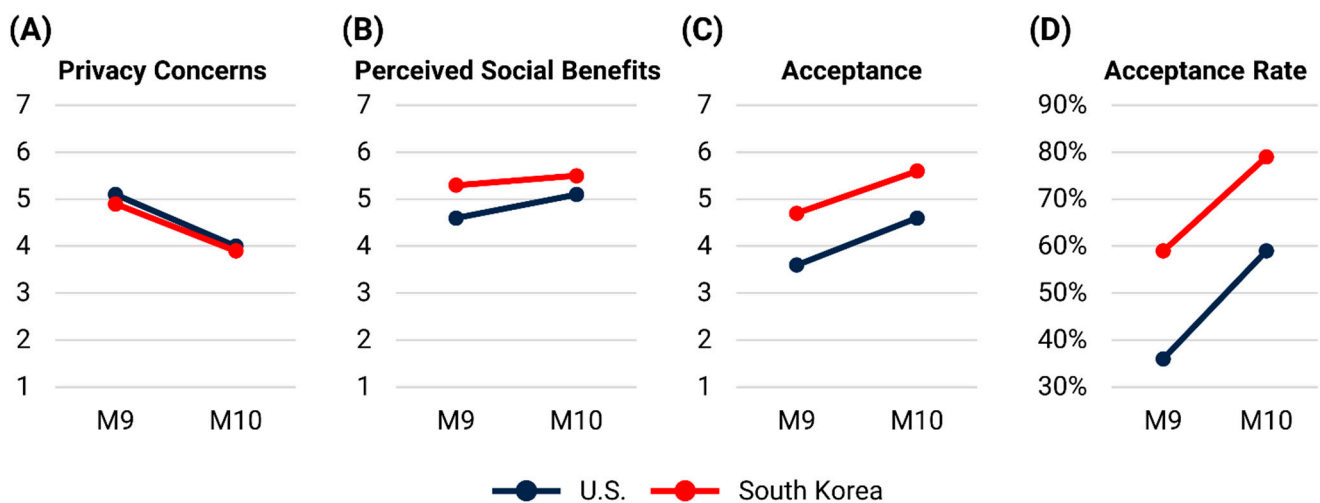 (A)
Privacy Concerns
7
6
5
4
3
2
1
M9 M10
(B)
Perceived Social Benefits
7
6
5
4
3
2
1
M9 M10
(C)
Acceptance
7
6
5
4
3
2
1
M9 M10
(D)
Acceptance Rate
90%
80%
70%
60%
50%
40%
30%
M9 M10
U.S. South Korea